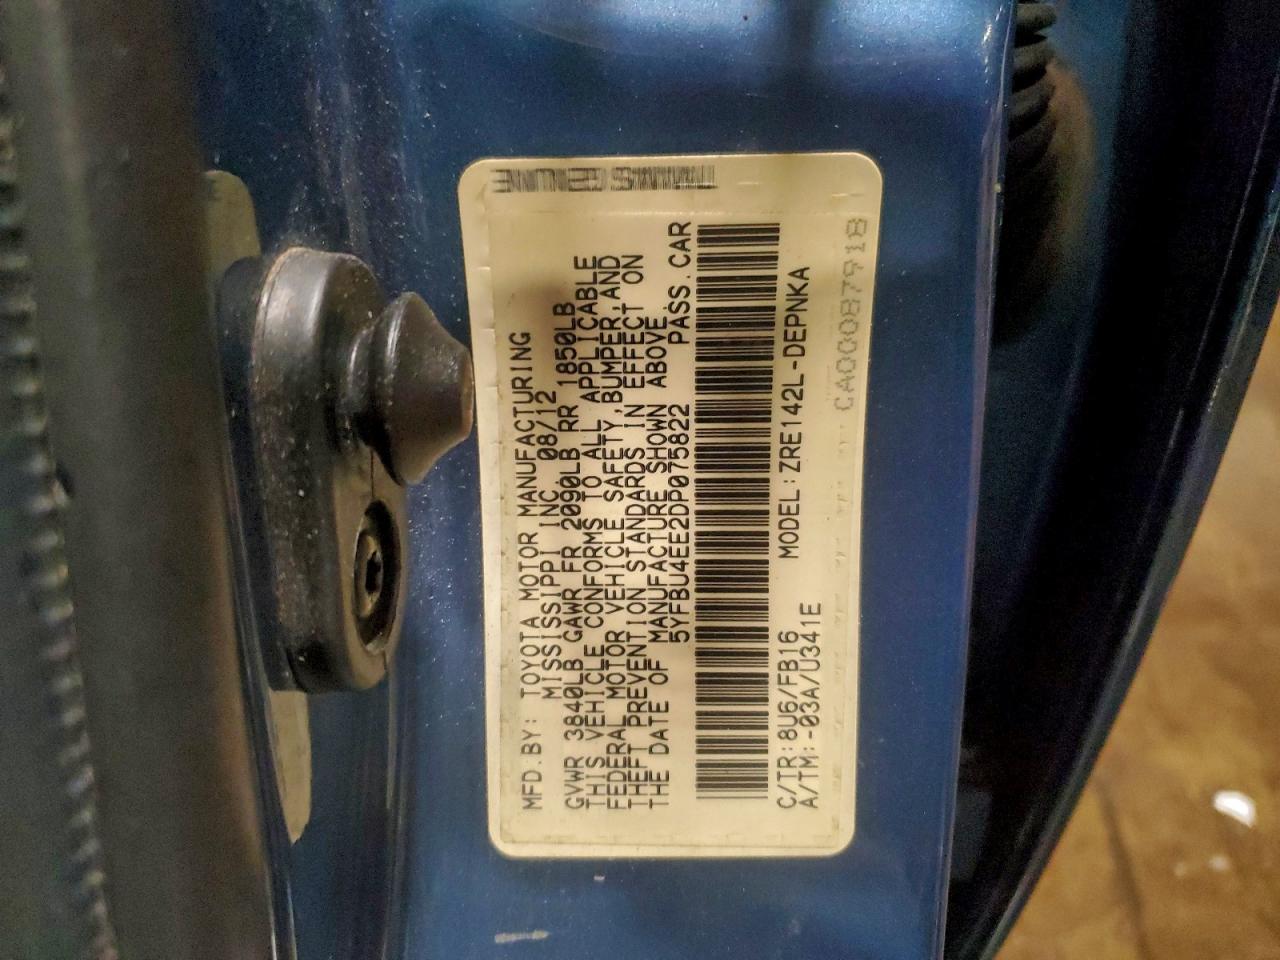 MFD.BY: TOYOTA MOTOR MANUFACTURING
MISSISSIPPI INC. 08/12
GVWR 3840LB GAWR FR 2090LB RR 1850LB
THIS VEHICLE CONFORMS TO ALL APPLICABLE
FEDERAL MOTOR VEHICLE SAFETY, BUMPER, AND
THEFT PREVENTION STANDARDS IN EFFECT ON
THE DATE OF MANUFACTURE SHOWN ABOVE.
5YFBU4EE2DP075822 PASS.CAR
MODEL:ZRE142L-DEPNKA
C/TR:8U6/FB16
A/TM:-03A/U341E
CA00087918